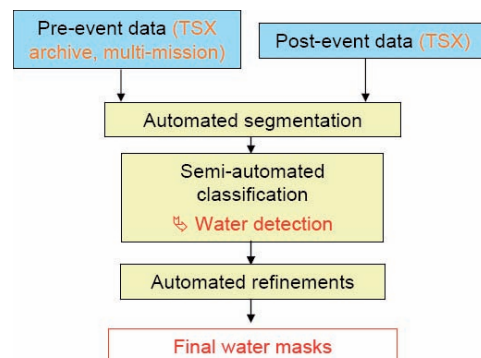 Pre-event data (TSX
archive, multi-mission)
Post-event data (TSX)
Automated segmentation
Semi-automated
classification
⮱ Water detection
Automated refinements
Final water masks